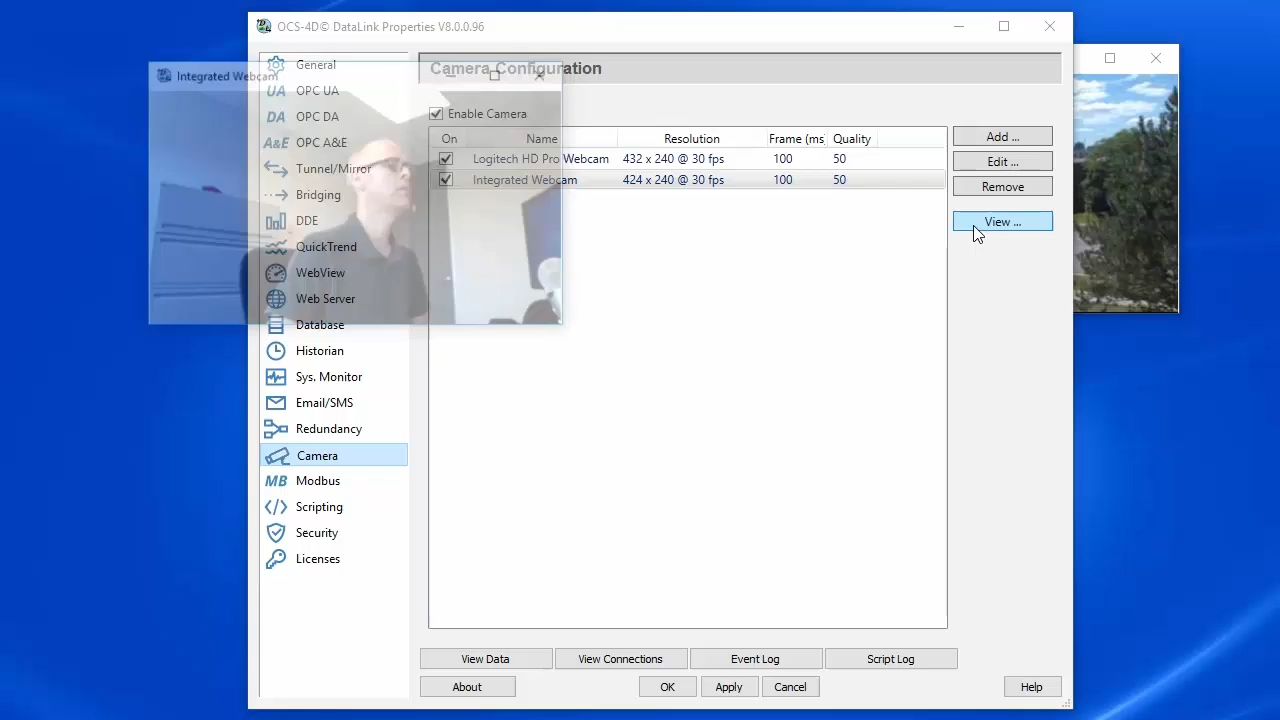 OCS-4D© DataLink Properties V8.0.0.96
Integrated Webcam
Camera Configuration
Enable Camera
On Name Resolution Frame (ms) Quality
Logitech HD Pro Webcam 432 x 240 @ 30 fps 100 50
Integrated Webcam 424 x 240 @ 30 fps 100 50
Add ...
Edit ...
Remove
View ...
General
UA OPC UA
DA OPC DA
A&E OPC A&E
Tunnel/Mirror
Bridging
DDE
QuickTrend
WebView
Web Server
Database
Historian
Sys. Monitor
Email/SMS
Redundancy
Camera
MB Modbus
Scripting
Security
Licenses
View Data View Connections Event Log Script Log
About OK Apply Cancel Help